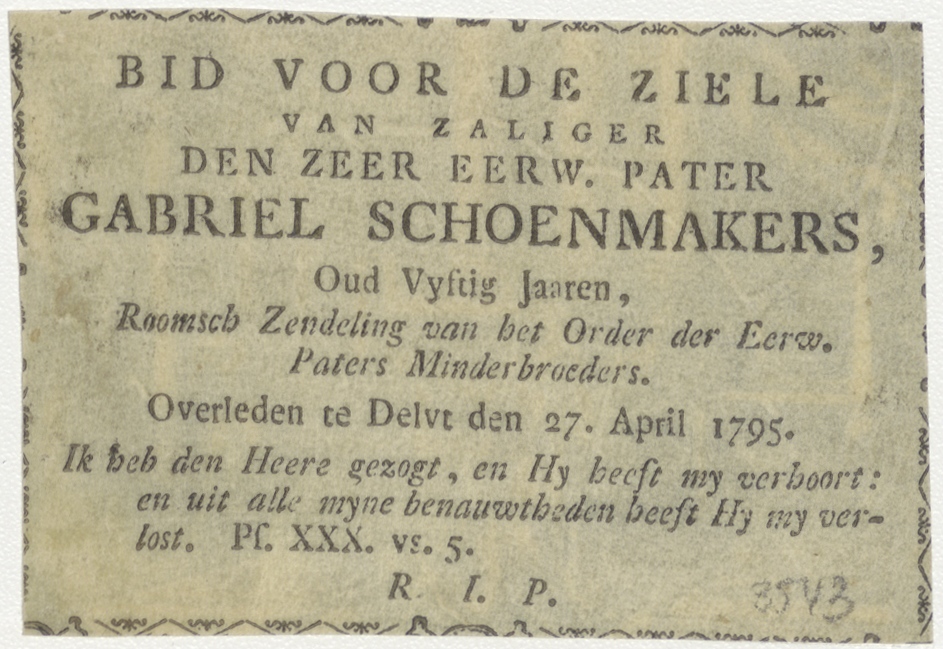 BID VOOR DE ZIELE
VAN ZALIGER
DEN ZEER EERW. PATER
GABRIEL SCHOENMAKERS,
Oud Vyftig Jaaren,
Roomsch Zendeling van het Order der Eerw.
Paters Minderbroeders.
Overleden te Delvt den 27. April 1795.
Ik heb den Heere gezogt, en Hy heeft my verhoort:
en uit alle myne benauwtheden heeft Hy my ver-
lost. Pſ. XXX. vs. 5.
R. I. P.
3543